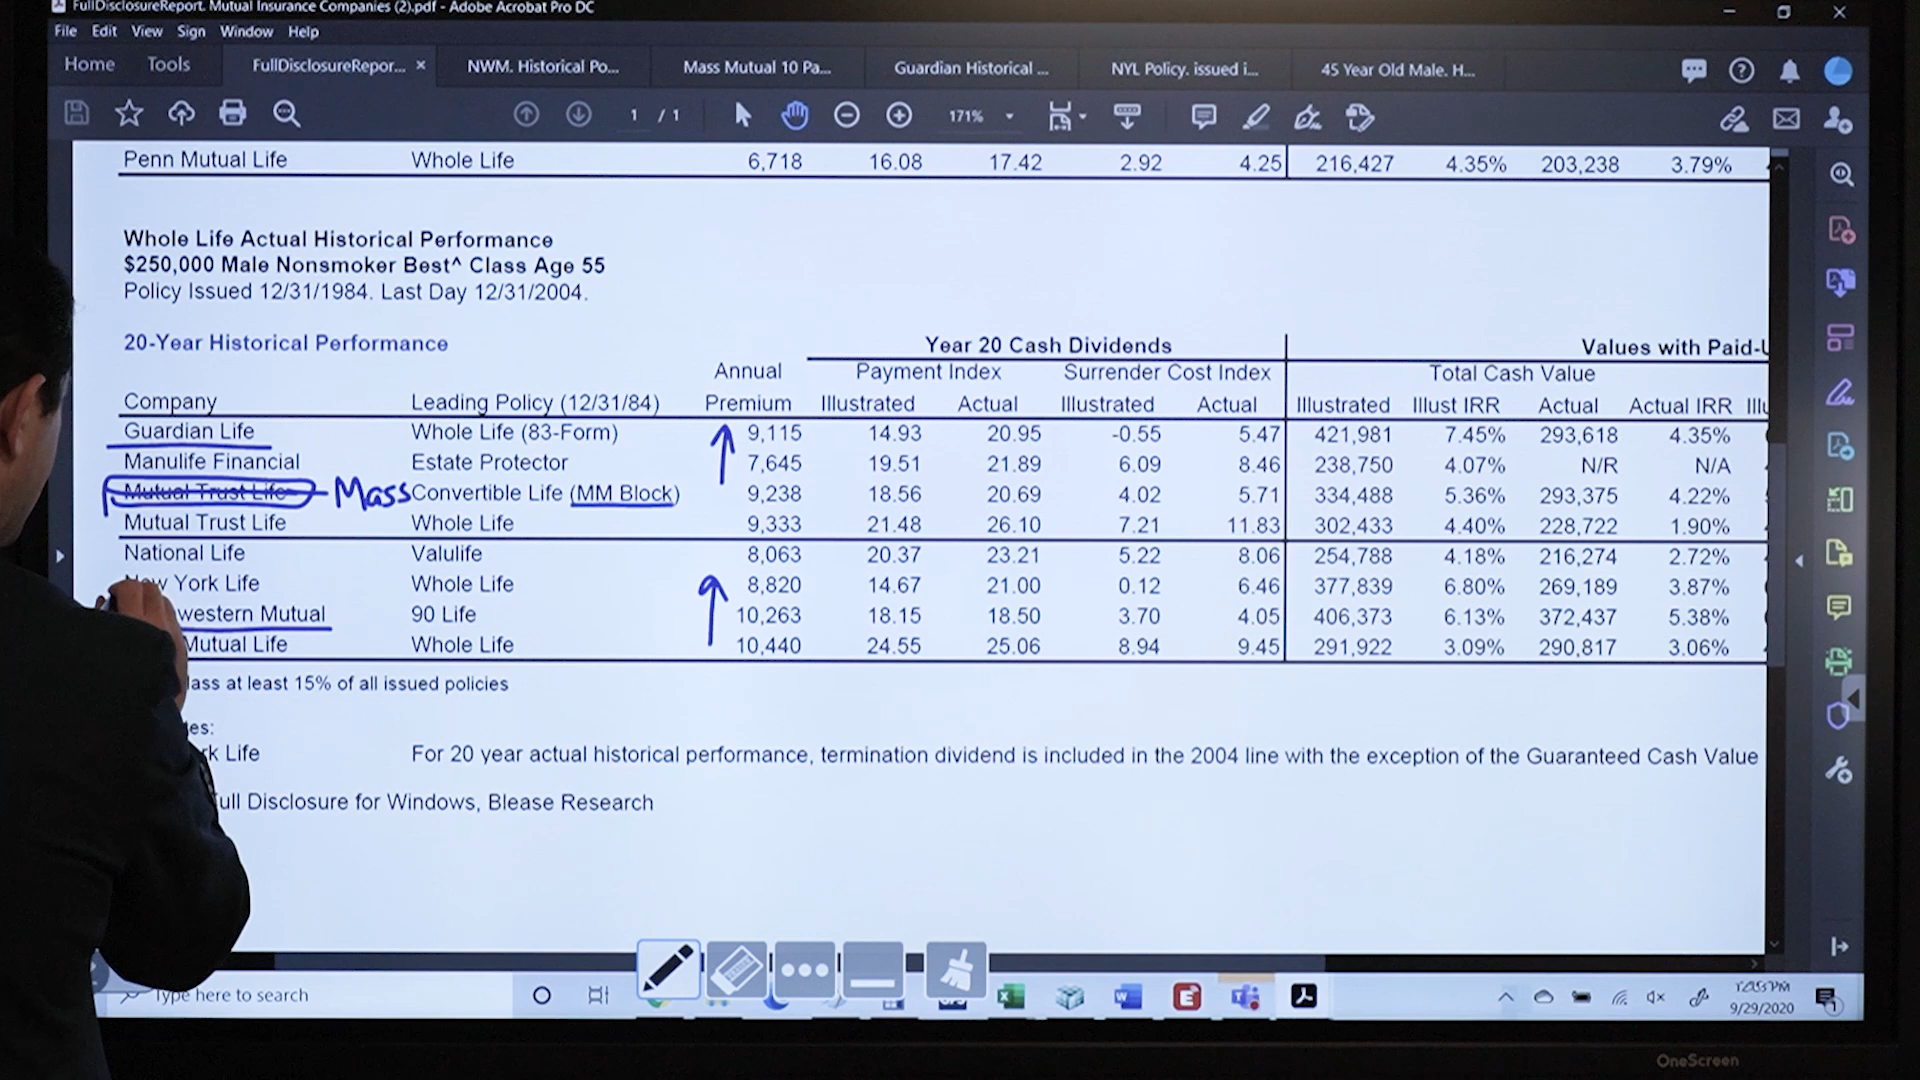 FullDisclosureReport. Mutual Insurance Companies (2).pdf - Adobe Acrobat Pro DC
File Edit View Sign Window Help
Home Tools FullDisclosureRepor... × NWM. Historical Po... Mass Mutual 10 Pa... Guardian Historical ... NYL Policy. issued i... 45 Year Old Male. H...
1 / 1 171%
Penn Mutual Life Whole Life 6,718 16.08 17.42 2.92 4.25 216,427 4.35% 203,238 3.79%
Whole Life Actual Historical Performance
$250,000 Male Nonsmoker Best^ Class Age 55
Policy Issued 12/31/1984. Last Day 12/31/2004.
20-Year Historical Performance Year 20 Cash Dividends Values with Paid-U
Annual Payment Index Surrender Cost Index Total Cash Value
Company Leading Policy (12/31/84) Premium Illustrated Actual Illustrated Actual Illustrated Illust IRR Actual Actual IRR Illu
Guardian Life Whole Life (83-Form) 9,115 14.93 20.95 -0.55 5.47 421,981 7.45% 293,618 4.35%
Manulife Financial Estate Protector 7,645 19.51 21.89 6.09 8.46 238,750 4.07% N/R N/A
Mutual Trust Life Mass Convertible Life (MM Block) 9,238 18.56 20.69 4.02 5.71 334,488 5.36% 293,375 4.22%
Mutual Trust Life Whole Life 9,333 21.48 26.10 7.21 11.83 302,433 4.40% 228,722 1.90%
National Life Valulife 8,063 20.37 23.21 5.22 8.06 254,788 4.18% 216,274 2.72%
New York Life Whole Life 8,820 14.67 21.00 0.12 6.46 377,839 6.80% 269,189 3.87%
western Mutual 90 Life 10,263 18.15 18.50 3.70 4.05 406,373 6.13% 372,437 5.38%
Mutual Life Whole Life 10,440 24.55 25.06 8.94 9.45 291,922 3.09% 290,817 3.06%
lass at least 15% of all issued policies
es:
rk Life For 20 year actual historical performance, termination dividend is included in the 2004 line with the exception of the Guaranteed Cash Value
Full Disclosure for Windows, Blease Research
Type here to search
9/29/2020
OneScreen